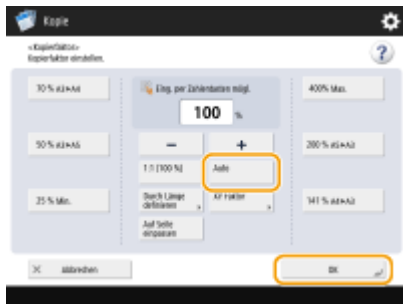 Kopie
<Kopierfaktor>
Kopierfaktor einstellen.
70 % A3→A4
Eing. per Zahlentasten mögl.
400% Max.
100 %
50 % A3→A5
−
+
200 % A5→A3
1:1 (100 %)
Auto
25 % Min.
Durch Länge
definieren
XY Faktor
141 % A4→A3
Auf Seite
einpassen
Abbrechen
OK